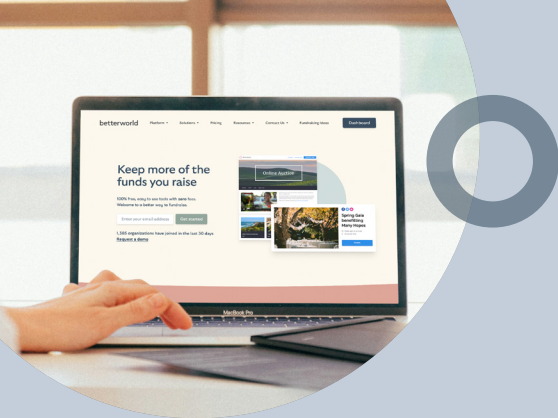 betterworld
Platform
Solutions
Pricing
Resources
Contact Us
Fundraising Ideas
Dashboard
Keep more of the
funds you raise
100% free, easy to use tools with zero fees.
Welcome to a better way to fundraise.
Enter your email address
Get started
1,565 organizations have joined in the last 30 days.
Request a demo
Online Auction
Spring Gala
benefitting
Many Hopes
MacBook Pro